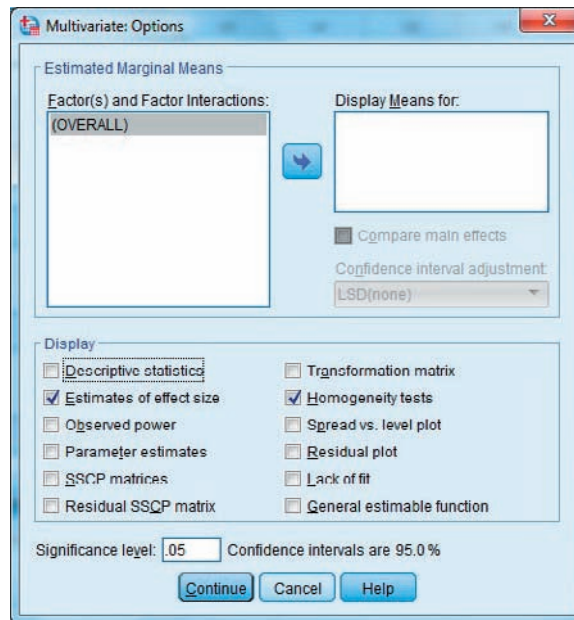 Multivariate: Options
Estimated Marginal Means
Factor(s) and Factor Interactions:
(OVERALL)
Display Means for:
Compare main effects
Confidence interval adjustment:
LSD(none)
Display
Descriptive statistics
Transformation matrix
Estimates of effect size
Homogeneity tests
Observed power
Spread vs. level plot
Parameter estimates
Residual plot
SSCP matrices
Lack of fit
Residual SSCP matrix
General estimable function
Significance level: .05 Confidence intervals are 95.0 %
Continue Cancel Help